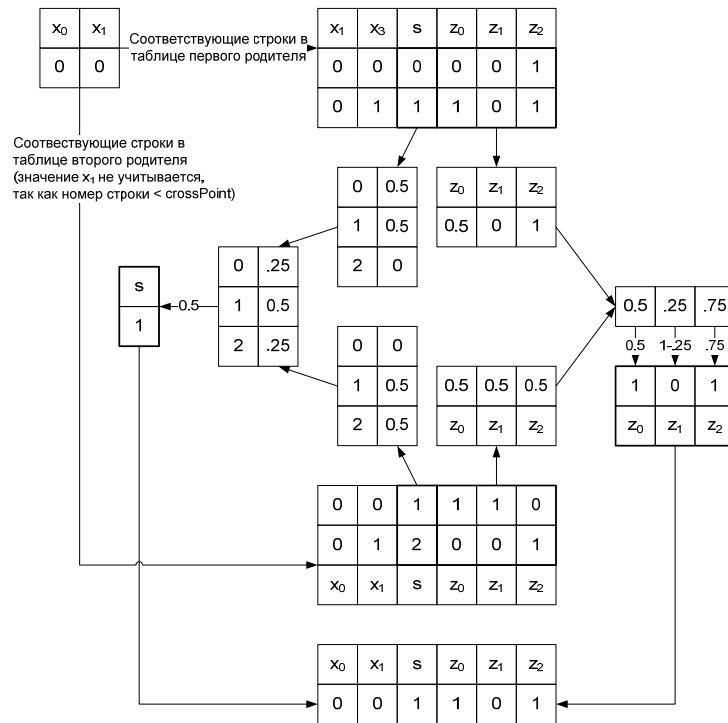 x₀ x₁
0 0
Соответствующие строки в
таблице первого родителя
x₁ x₃ s z₀ z₁ z₂
0 0 0 0 0 1
0 1 1 1 0 1
Соотвествующие строки в
таблице второго родителя
(значение x₁ не учитывается,
так как номер строки < crossPoint)
0 0.5
1 0.5
2 0
z₀ z₁ z₂
0.5 0 1
s
1
0.5
0 .25
1 0.5
2 .25
0.5 .25 .75
0.5 1-.25 .75
1 0 1
z₀ z₁ z₂
0 0
1 0.5
2 0.5
0.5 0.5 0.5
z₀ z₁ z₂
0 0 1 1 1 0
0 1 2 0 0 1
x₀ x₁ s z₀ z₁ z₂
x₀ x₁ s z₀ z₁ z₂
0 0 1 1 0 1